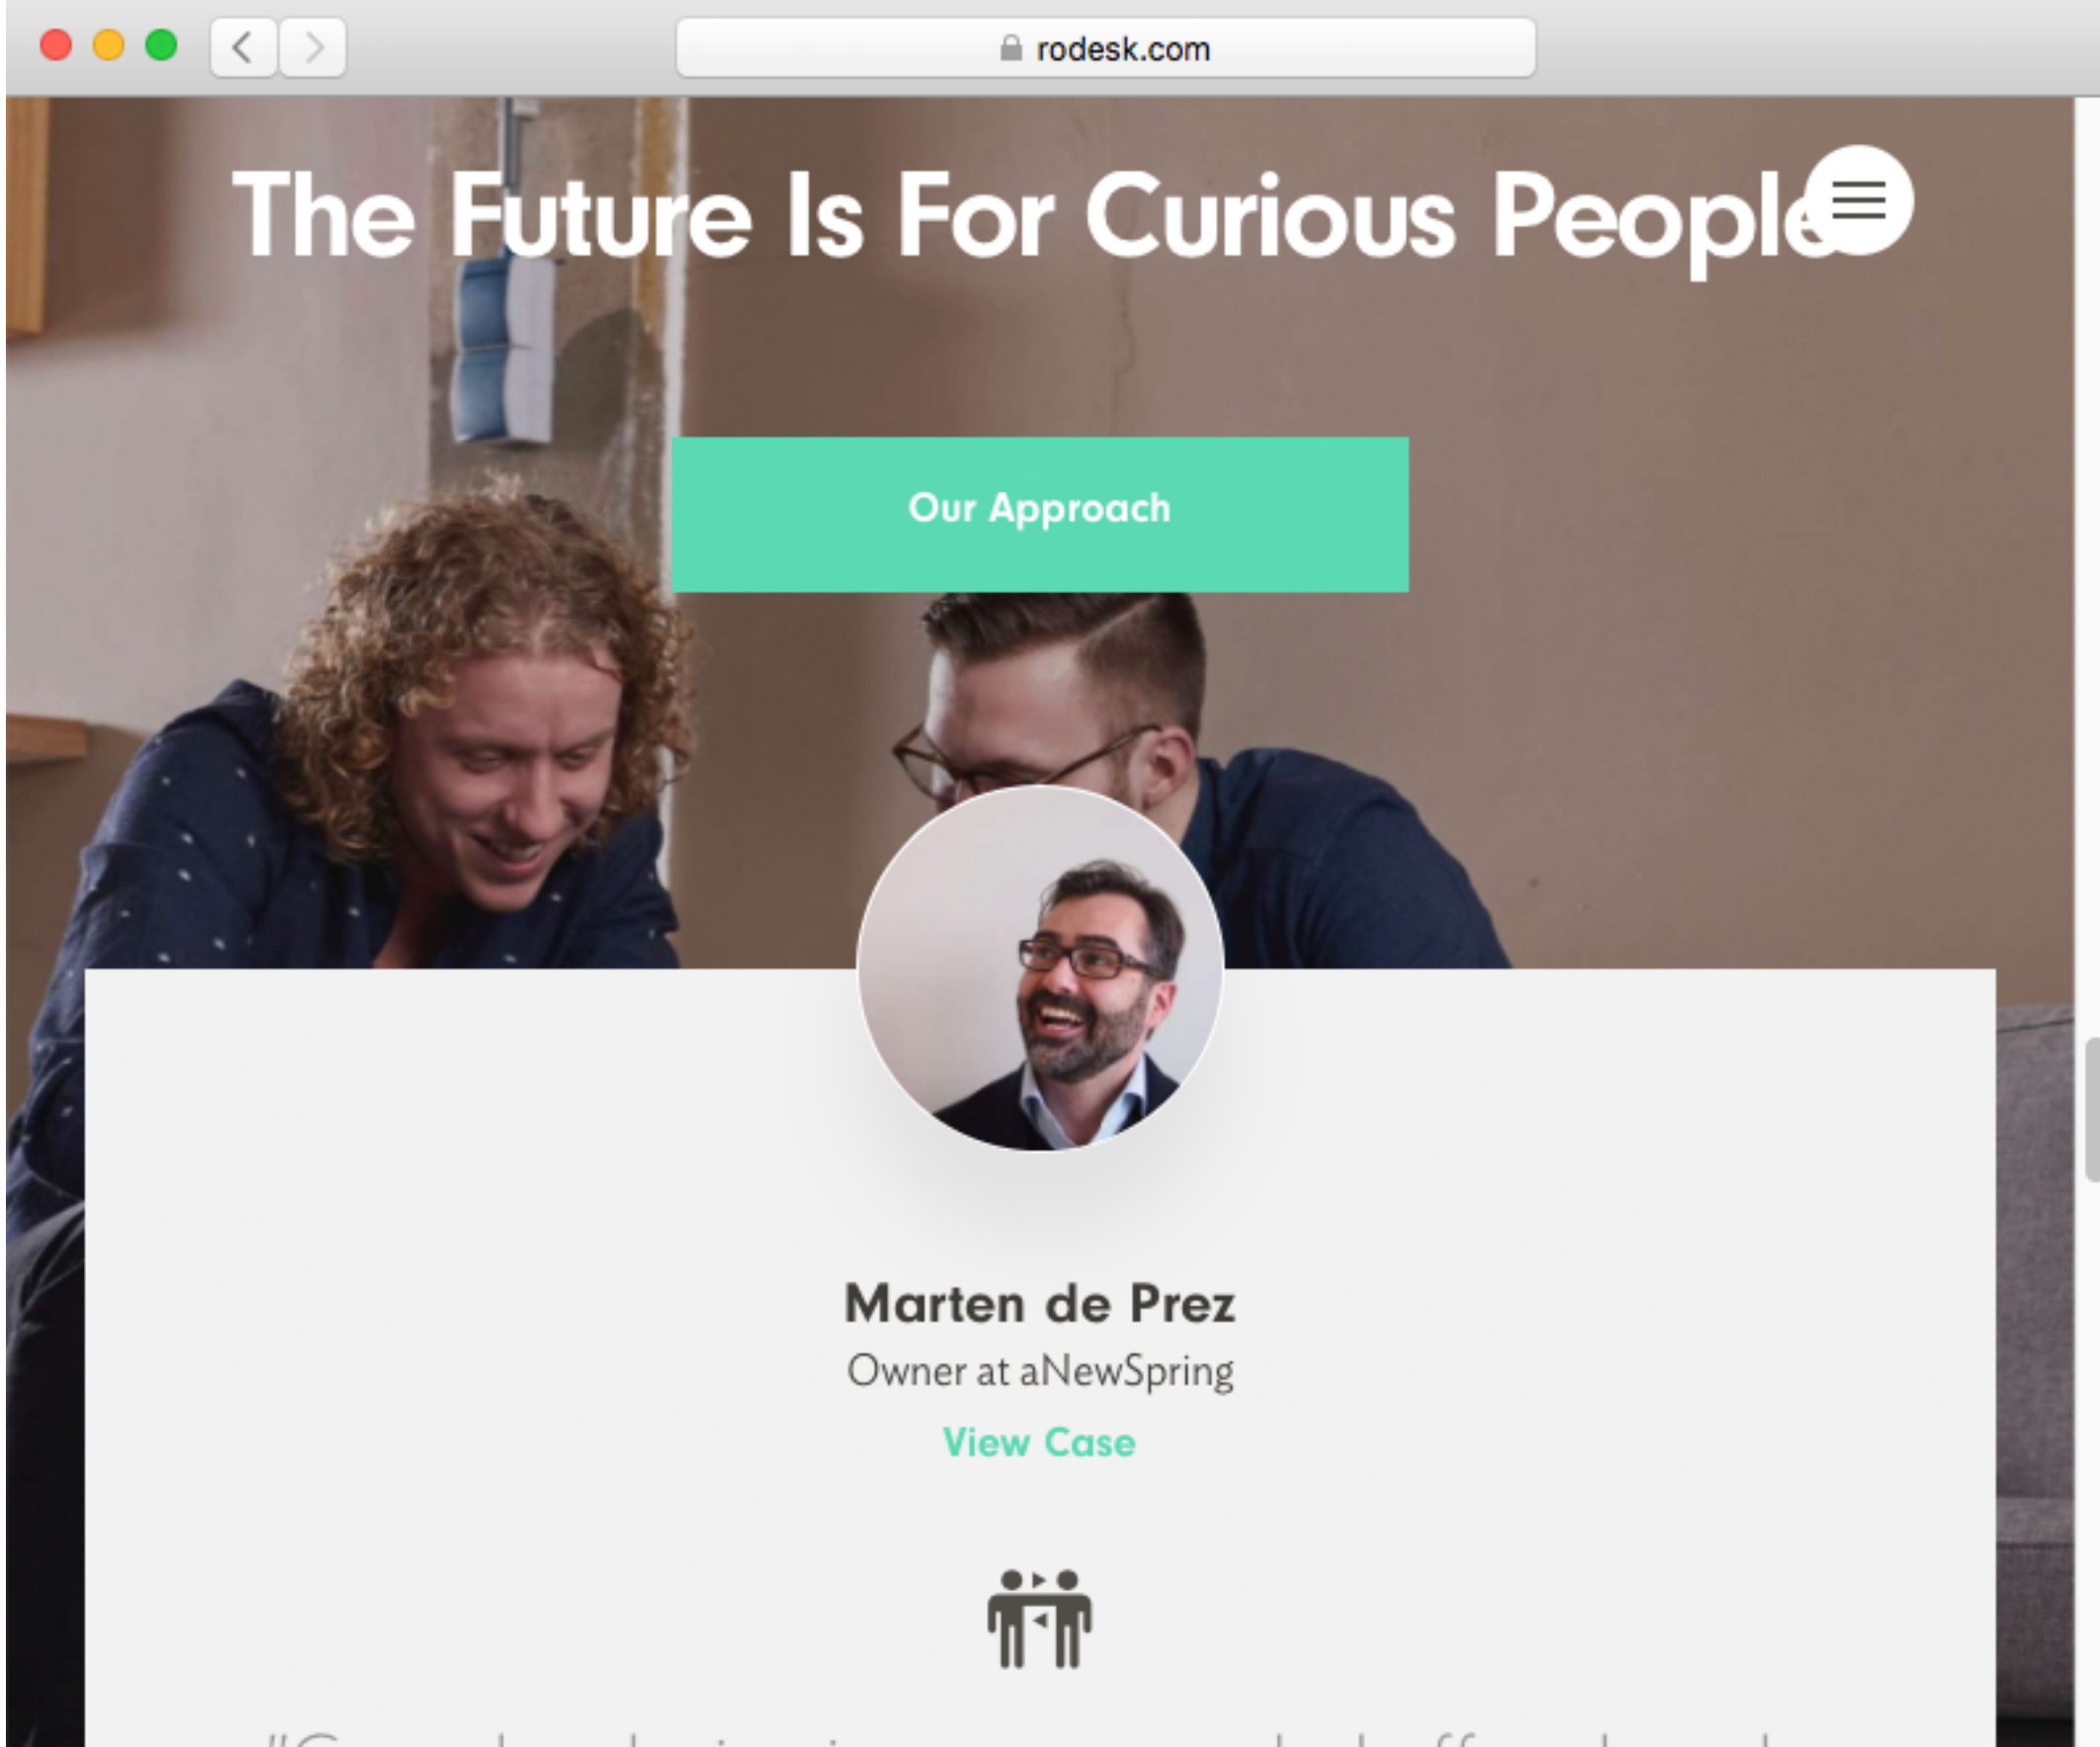 rodesk.com
The Future Is For Curious People
Our Approach
Marten de Prez
Owner at aNewSpring
View Case